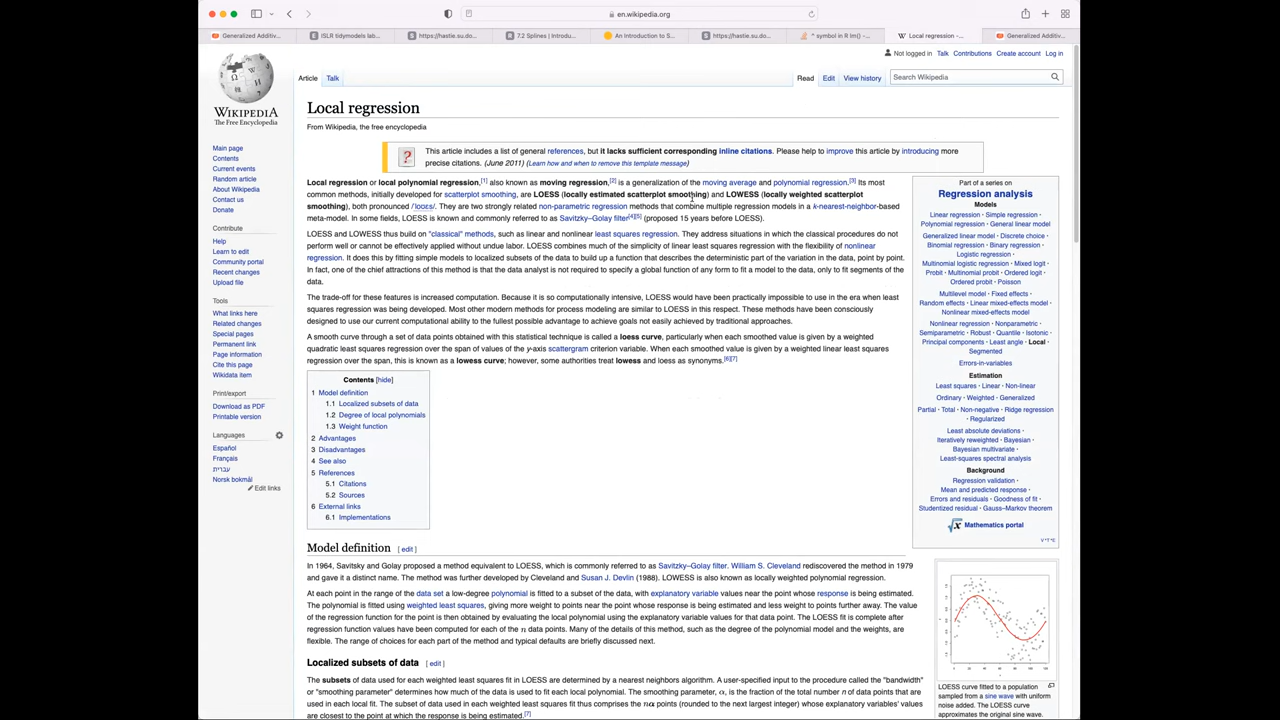 en.wikipedia.org
Generalized Additiv...
ISLR tidymodels lab...
https://hastie.su.do...
7.2 Splines | Introdu...
An Introduction to S...
https://hastie.su.do...
^ symbol in R lm() -...
Local regression -...
Generalized Additiv...
Not logged in Talk Contributions Create account Log in
Article Talk Read Edit View history Search Wikipedia
WIKIPEDIA
The Free Encyclopedia
Main page
Contents
Current events
Random article
About Wikipedia
Contact us
Donate
Contribute
Help
Learn to edit
Community portal
Recent changes
Upload file
Tools
What links here
Related changes
Special pages
Permanent link
Page information
Cite this page
Wikidata item
Print/export
Download as PDF
Printable version
Languages
Español
Français
עברית
Norsk bokmål
Edit links
Local regression
From Wikipedia, the free encyclopedia
This article includes a list of general references, but it lacks sufficient corresponding inline citations. Please help to improve this article by introducing more
precise citations. (June 2011) (Learn how and when to remove this template message)
Local regression or local polynomial regression,[1] also known as moving regression,[2] is a generalization of the moving average and polynomial regression.[3] Its most
common methods, initially developed for scatterplot smoothing, are LOESS (locally estimated scatterplot smoothing) and LOWESS (locally weighted scatterplot
smoothing), both pronounced /ˈloʊɛs/. They are two strongly related non-parametric regression methods that combine multiple regression models in a k-nearest-neighbor-based
meta-model. In some fields, LOESS is known and commonly referred to as Savitzky–Golay filter[4][5] (proposed 15 years before LOESS).
LOESS and LOWESS thus build on "classical" methods, such as linear and nonlinear least squares regression. They address situations in which the classical procedures do not
perform well or cannot be effectively applied without undue labor. LOESS combines much of the simplicity of linear least squares regression with the flexibility of nonlinear
regression. It does this by fitting simple models to localized subsets of the data to build up a function that describes the deterministic part of the variation in the data, point by point.
In fact, one of the chief attractions of this method is that the data analyst is not required to specify a global function of any form to fit a model to the data, only to fit segments of the
data.
The trade-off for these features is increased computation. Because it is so computationally intensive, LOESS would have been practically impossible to use in the era when least
squares regression was being developed. Most other modern methods for process modeling are similar to LOESS in this respect. These methods have been consciously
designed to use our current computational ability to the fullest possible advantage to achieve goals not easily achieved by traditional approaches.
A smooth curve through a set of data points obtained with this statistical technique is called a loess curve, particularly when each smoothed value is given by a weighted
quadratic least squares regression over the span of values of the y-axis scattergram criterion variable. When each smoothed value is given by a weighted linear least squares
regression over the span, this is known as a lowess curve; however, some authorities treat lowess and loess as synonyms.[6][7]
Contents [hide]
1 Model definition
1.1 Localized subsets of data
1.2 Degree of local polynomials
1.3 Weight function
2 Advantages
3 Disadvantages
4 See also
5 References
5.1 Citations
5.2 Sources
6 External links
6.1 Implementations
Model definition [ edit ]
In 1964, Savitsky and Golay proposed a method equivalent to LOESS, which is commonly referred to as Savitzky–Golay filter. William S. Cleveland rediscovered the method in 1979
and gave it a distinct name. The method was further developed by Cleveland and Susan J. Devlin (1988). LOWESS is also known as locally weighted polynomial regression.
At each point in the range of the data set a low-degree polynomial is fitted to a subset of the data, with explanatory variable values near the point whose response is being estimated.
The polynomial is fitted using weighted least squares, giving more weight to points near the point whose response is being estimated and less weight to points further away. The value
of the regression function for the point is then obtained by evaluating the local polynomial using the explanatory variable values for that data point. The LOESS fit is complete after
regression function values have been computed for each of the n data points. Many of the details of this method, such as the degree of the polynomial model and the weights, are
flexible. The range of choices for each part of the method and typical defaults are briefly discussed next.
Localized subsets of data [ edit ]
The subsets of data used for each weighted least squares fit in LOESS are determined by a nearest neighbors algorithm. A user-specified input to the procedure called the "bandwidth"
or "smoothing parameter" determines how much of the data is used to fit each local polynomial. The smoothing parameter, α, is the fraction of the total number n of data points that are
used in each local fit. The subset of data used in each weighted least squares fit thus comprises the nα points (rounded to the next largest integer) whose explanatory variables' values
are closest to the point at which the response is being estimated.[7]
Part of a series on
Regression analysis
Models
Linear regression · Simple regression ·
Polynomial regression · General linear model
Generalized linear model · Discrete choice ·
Binomial regression · Binary regression ·
Logistic regression ·
Multinomial logistic regression · Mixed logit ·
Probit · Multinomial probit · Ordered logit ·
Ordered probit · Poisson
Multilevel model · Fixed effects ·
Random effects · Linear mixed-effects model ·
Nonlinear mixed-effects model
Nonlinear regression · Nonparametric ·
Semiparametric · Robust · Quantile · Isotonic ·
Principal components · Least angle · Local ·
Segmented
Errors-in-variables
Estimation
Least squares · Linear · Non-linear
Ordinary · Weighted · Generalized
Partial · Total · Non-negative · Ridge regression
· Regularized
Least absolute deviations ·
Iteratively reweighted · Bayesian ·
Bayesian multivariate ·
Least-squares spectral analysis
Background
Regression validation ·
Mean and predicted response ·
Errors and residuals · Goodness of fit ·
Studentized residual · Gauss–Markov theorem
Mathematics portal
V·T·E
LOESS curve fitted to a population
sampled from a sine wave with uniform
noise added. The LOESS curve
approximates the original sine wave.